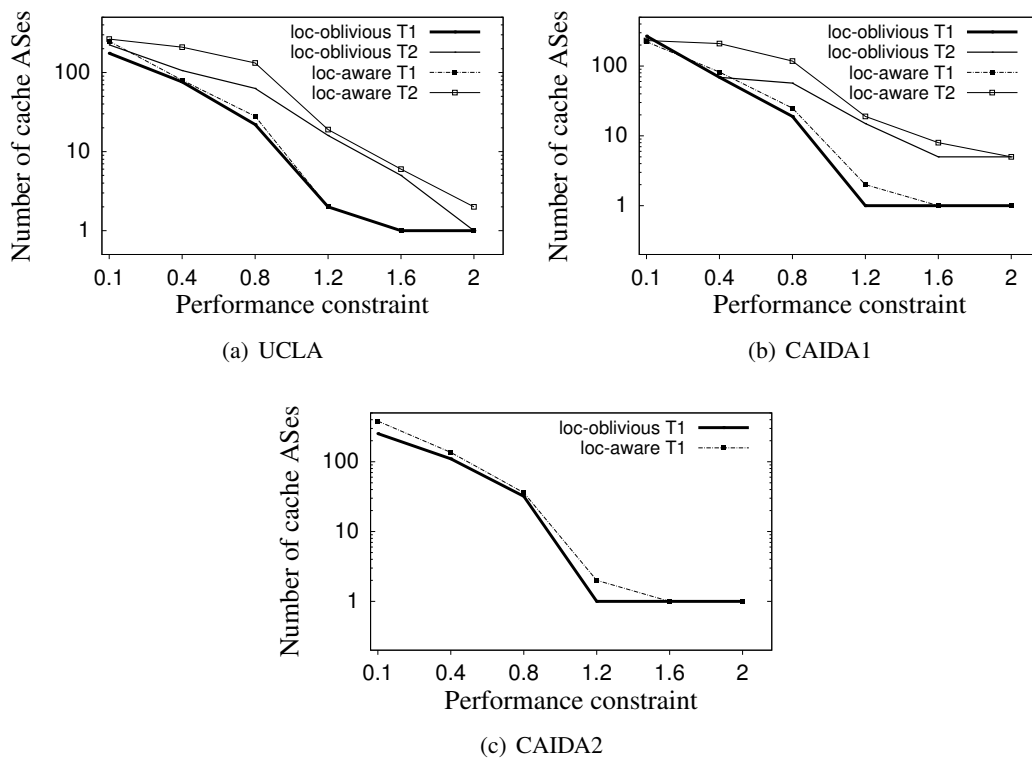 Number of cache ASes
100
10
1
loc-oblivious T1
loc-oblivious T2
loc-aware T1
loc-aware T2
0.1 0.4 0.8 1.2 1.6 2
Performance constraint
(a) UCLA
Number of cache ASes
100
10
1
loc-oblivious T1
loc-oblivious T2
loc-aware T1
loc-aware T2
0.1 0.4 0.8 1.2 1.6 2
Performance constraint
(b) CAIDA1
Number of cache ASes
100
10
1
loc-oblivious T1
loc-aware T1
0.1 0.4 0.8 1.2 1.6 2
Performance constraint
(c) CAIDA2